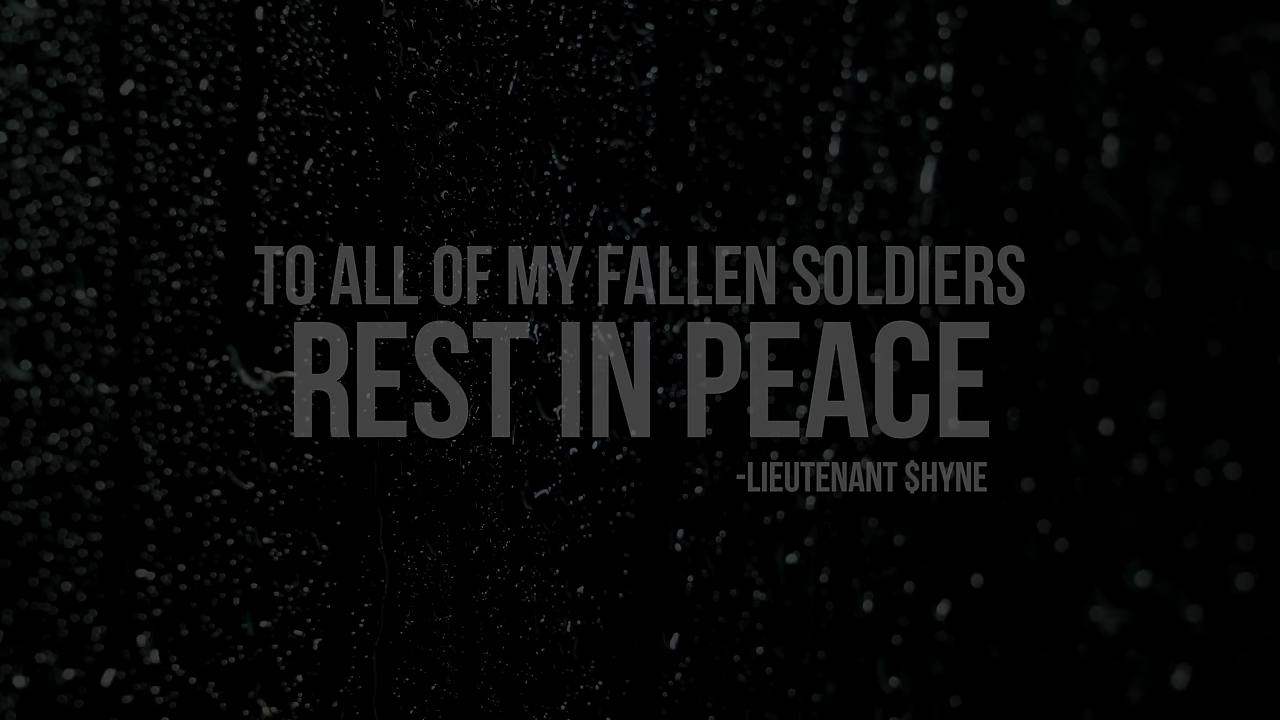 TO ALL OF MY FALLEN SOLDIERS
REST IN PEACE
-LIEUTENANT $HYNE